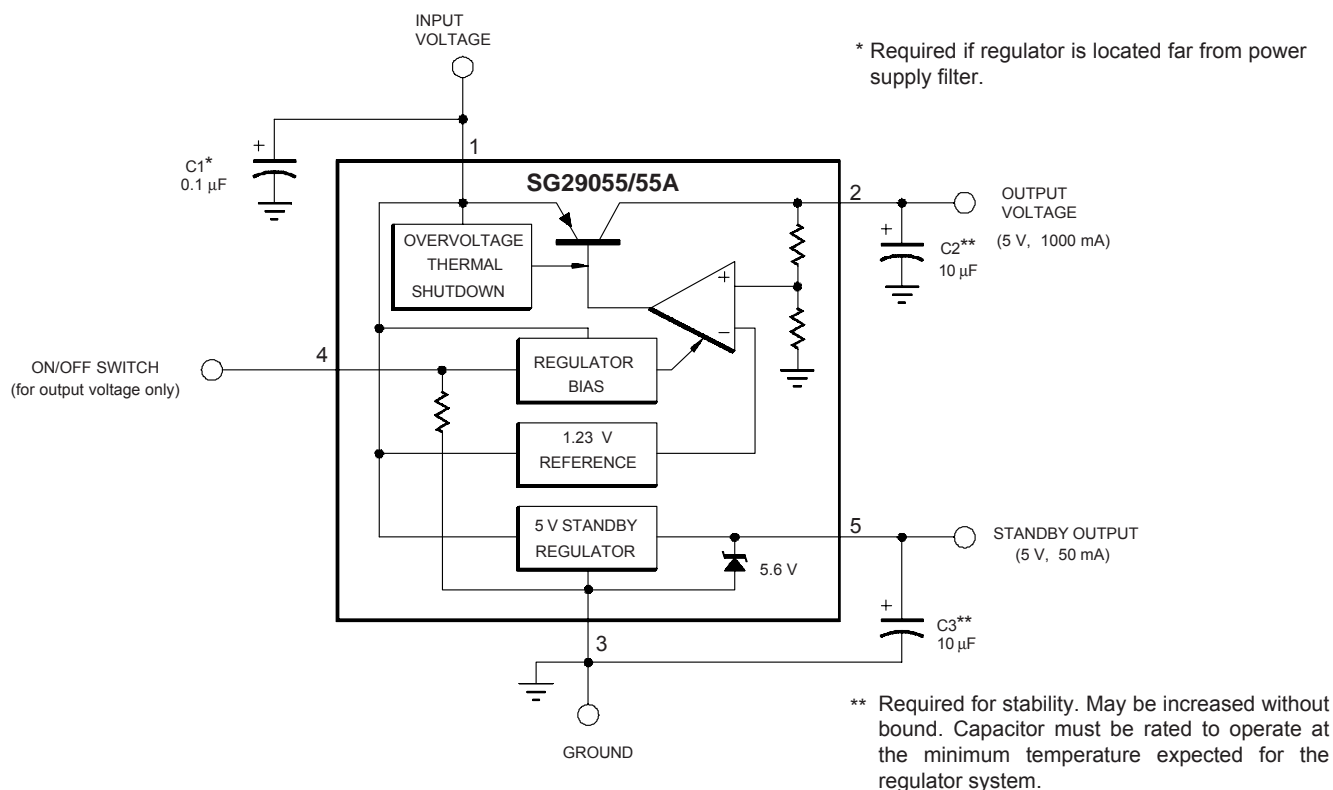 INPUT
VOLTAGE
* Required if regulator is located far from power
supply filter.
+
C1*
0.1 µF
1
SG29055/55A
2
OUTPUT
VOLTAGE
(5 V, 1000 mA)
+
C2**
10 µF
OVERVOLTAGE
THERMAL
SHUTDOWN
+
−
4
ON/OFF SWITCH
(for output voltage only)
REGULATOR
BIAS
1.23 V
REFERENCE
5 V STANDBY
REGULATOR
5.6 V
5
STANDBY OUTPUT
(5 V, 50 mA)
+
C3**
10 µF
3
GROUND
** Required for stability. May be increased without
bound. Capacitor must be rated to operate at
the minimum temperature expected for the
regulator system.